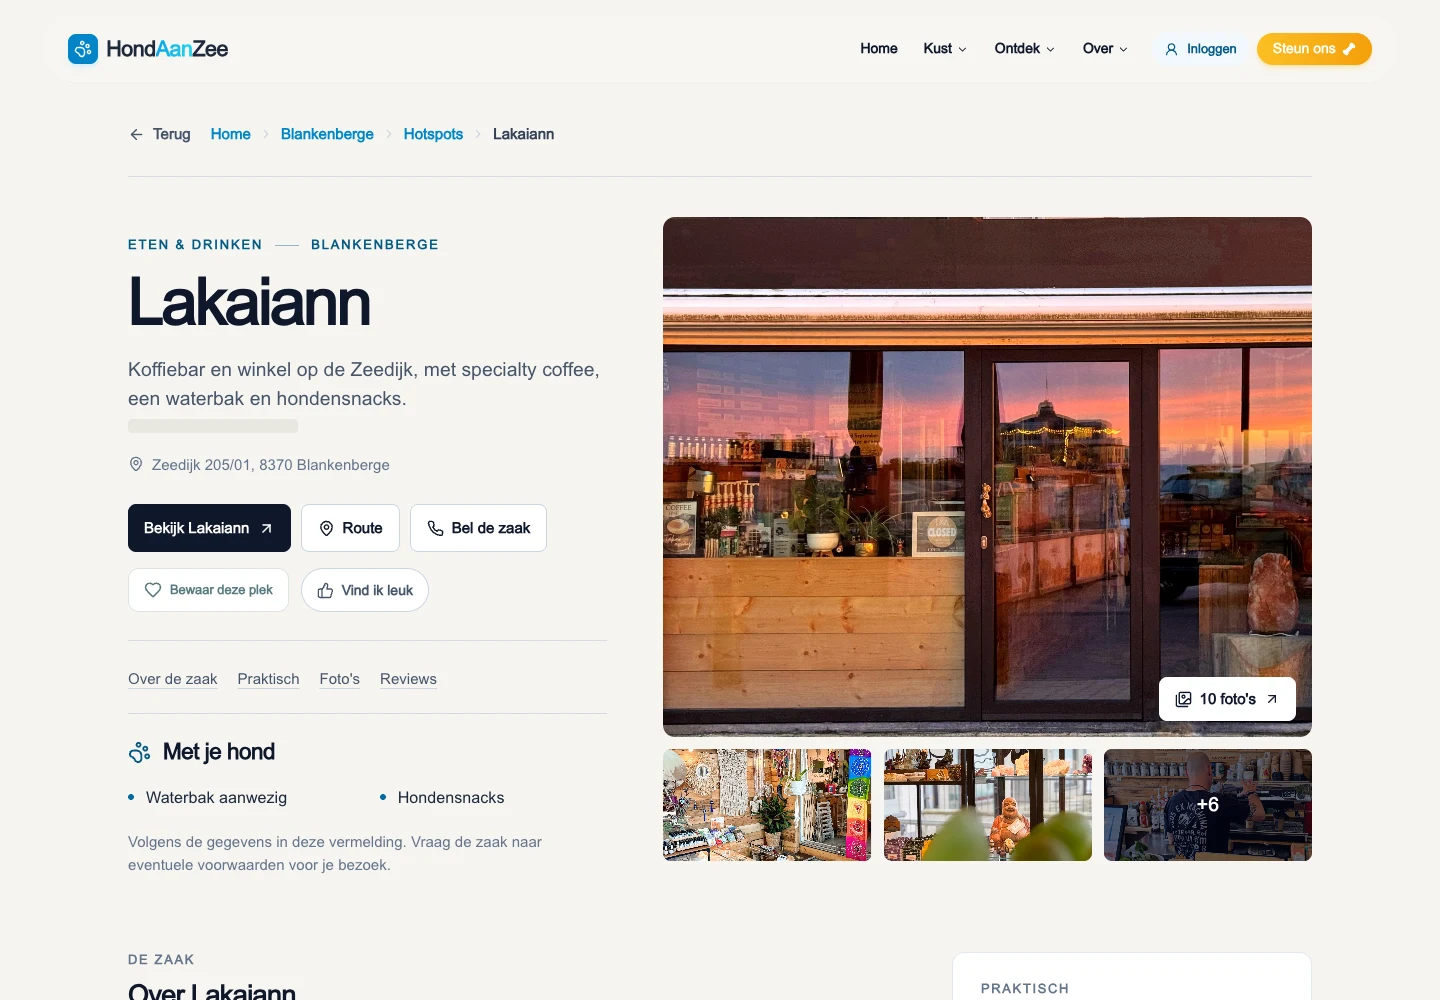 HondAanZee
Home
Kust
Ontdek
Over
Inloggen
Steun ons
Terug
Home
Blankenberge
Hotspots
Lakaiann
ETEN & DRINKEN
BLANKENBERGE
Lakaiann
Koffiebar en winkel op de Zeedijk, met specialty coffee,
een waterbak en hondensnacks.
Zeedijk 205/01, 8370 Blankenberge
Bekijk Lakaiann
Route
Bel de zaak
Bewaar deze plek
Vind ik leuk
Over de zaak
Praktisch
Foto's
Reviews
Met je hond
Waterbak aanwezig
Hondensnacks
Volgens de gegevens in deze vermelding. Vraag de zaak naar
eventuele voorwaarden voor je bezoek.
COFFEE
CLOSED
10 foto's
+6
DE ZAAK
Over Lakaiann
PRAKTISCH